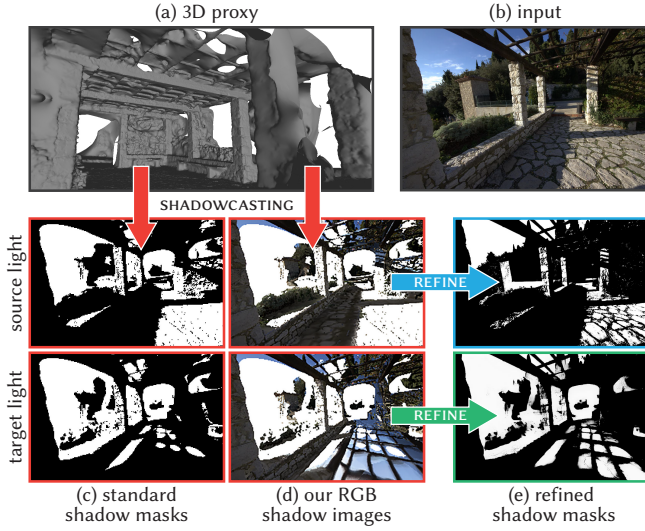 (a) 3D proxy
(b) input
SHADOWCASTING
source light
REFINE
target light
REFINE
(c) standard
shadow masks
(d) our RGB
shadow images
(e) refined
shadow masks